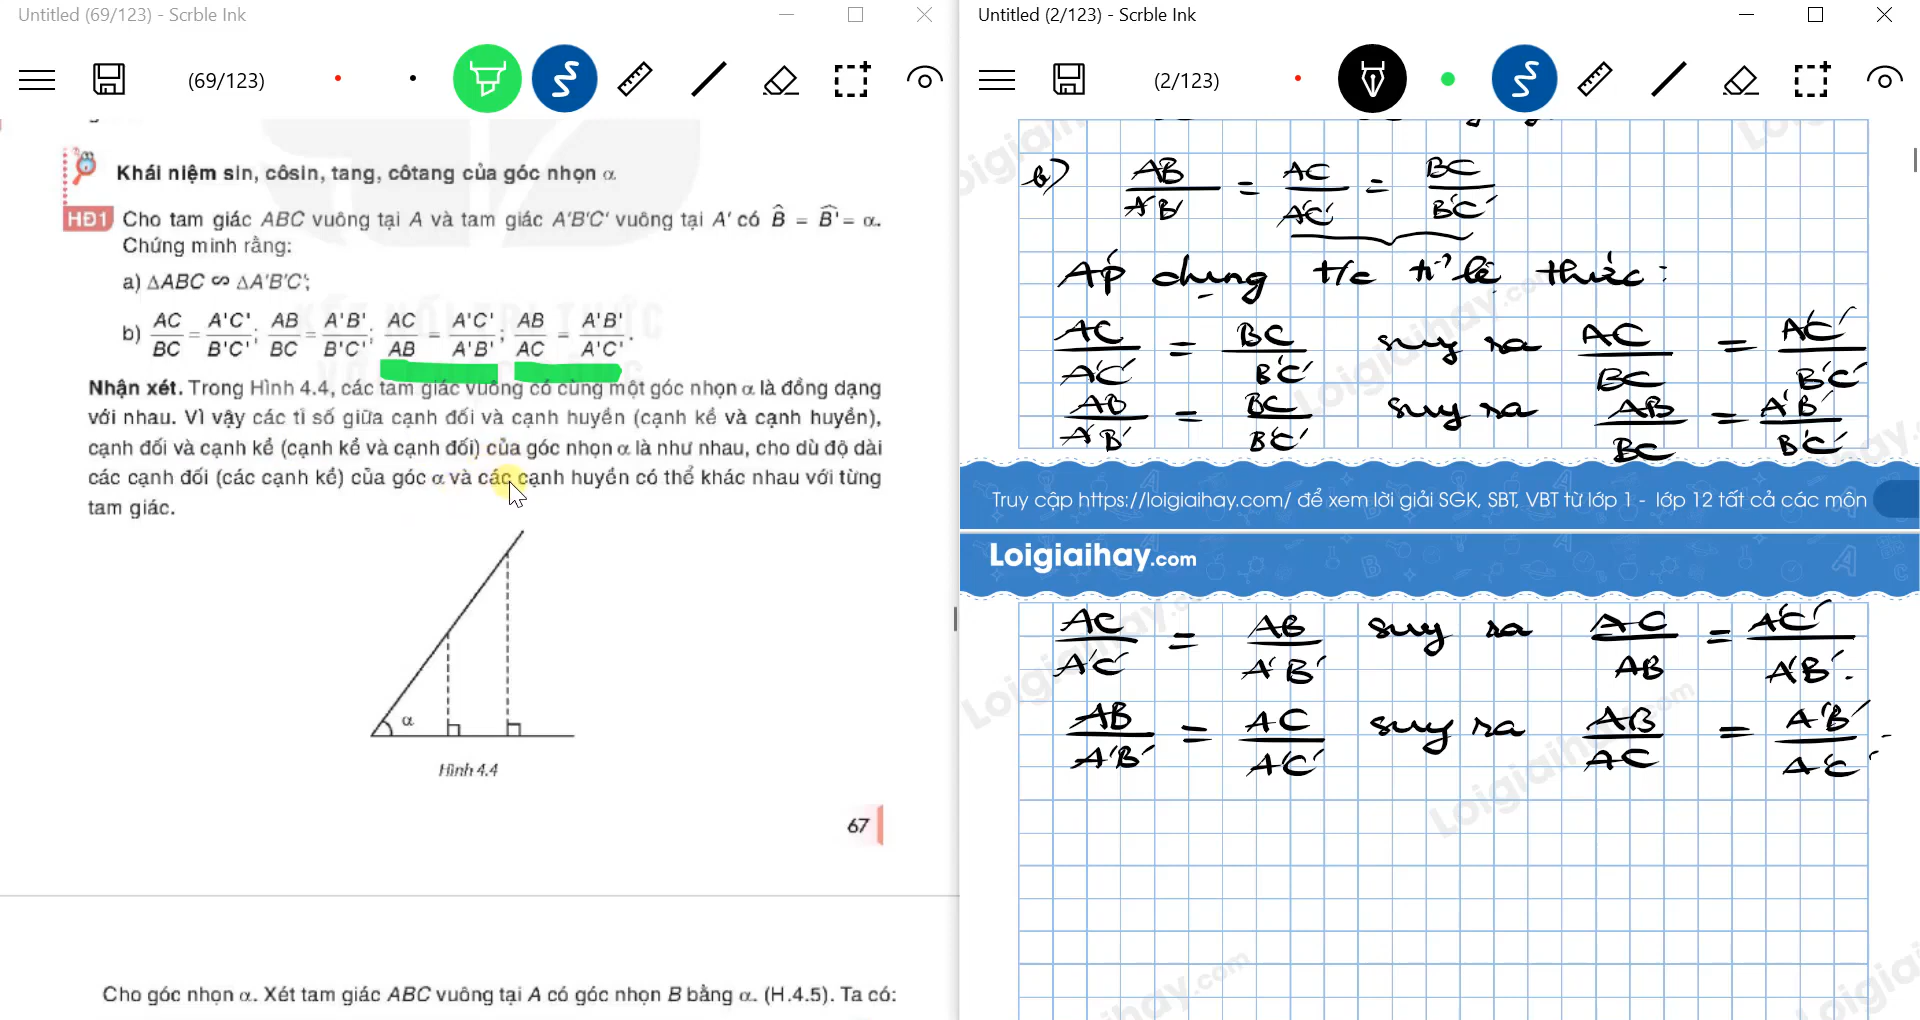 Untitled (69/123) - Scrble Ink
(69/123)
Khái niệm sin, côsin, tang, côtang của góc nhọn α
HĐ1 Cho tam giác ABC vuông tại A và tam giác A'B'C' vuông tại A' có B̂ = B̂' = α.
Chứng minh rằng:
a) △ABC ∽ △A'B'C';
b) AC/BC = A'C'/B'C'; AB/BC = A'B'/B'C'; AC/AB = A'C'/A'B'; AB/AC = A'B'/A'C'.
Nhận xét. Trong Hình 4.4, các tam giác vuông có cùng một góc nhọn α là đồng dạng
với nhau. Vì vậy các tỉ số giữa cạnh đối và cạnh huyền (cạnh kề và cạnh huyền),
cạnh đối và cạnh kề (cạnh kề và cạnh đối) của góc nhọn α là như nhau, cho dù độ dài
các cạnh đối (các cạnh kề) của góc α và các cạnh huyền có thể khác nhau với từng
tam giác.
α
Hình 4.4
67
Cho góc nhọn α. Xét tam giác ABC vuông tại A có góc nhọn B bằng α. (H.4.5). Ta có:
Untitled (2/123) - Scrble Ink
(2/123)
b) AB/A'B' = AC/A'C' = BC/B'C'
Áp dụng t/c tỉ lệ thức:
AC/A'C' = BC/B'C' suy ra AC/BC = A'C'/B'C'
AB/A'B' = BC/B'C' suy ra AB/BC = A'B'/B'C'
Truy cập https://loigiaihay.com/ để xem lời giải SGK, SBT, VBT từ lớp 1 - lớp 12 tất cả các môn
Loigiaihay.com
AC/A'C' = AB/A'B' suy ra AC/AB = A'C'/A'B'.
AB/A'B' = AC/A'C' suy ra AB/AC = A'B'/A'C'